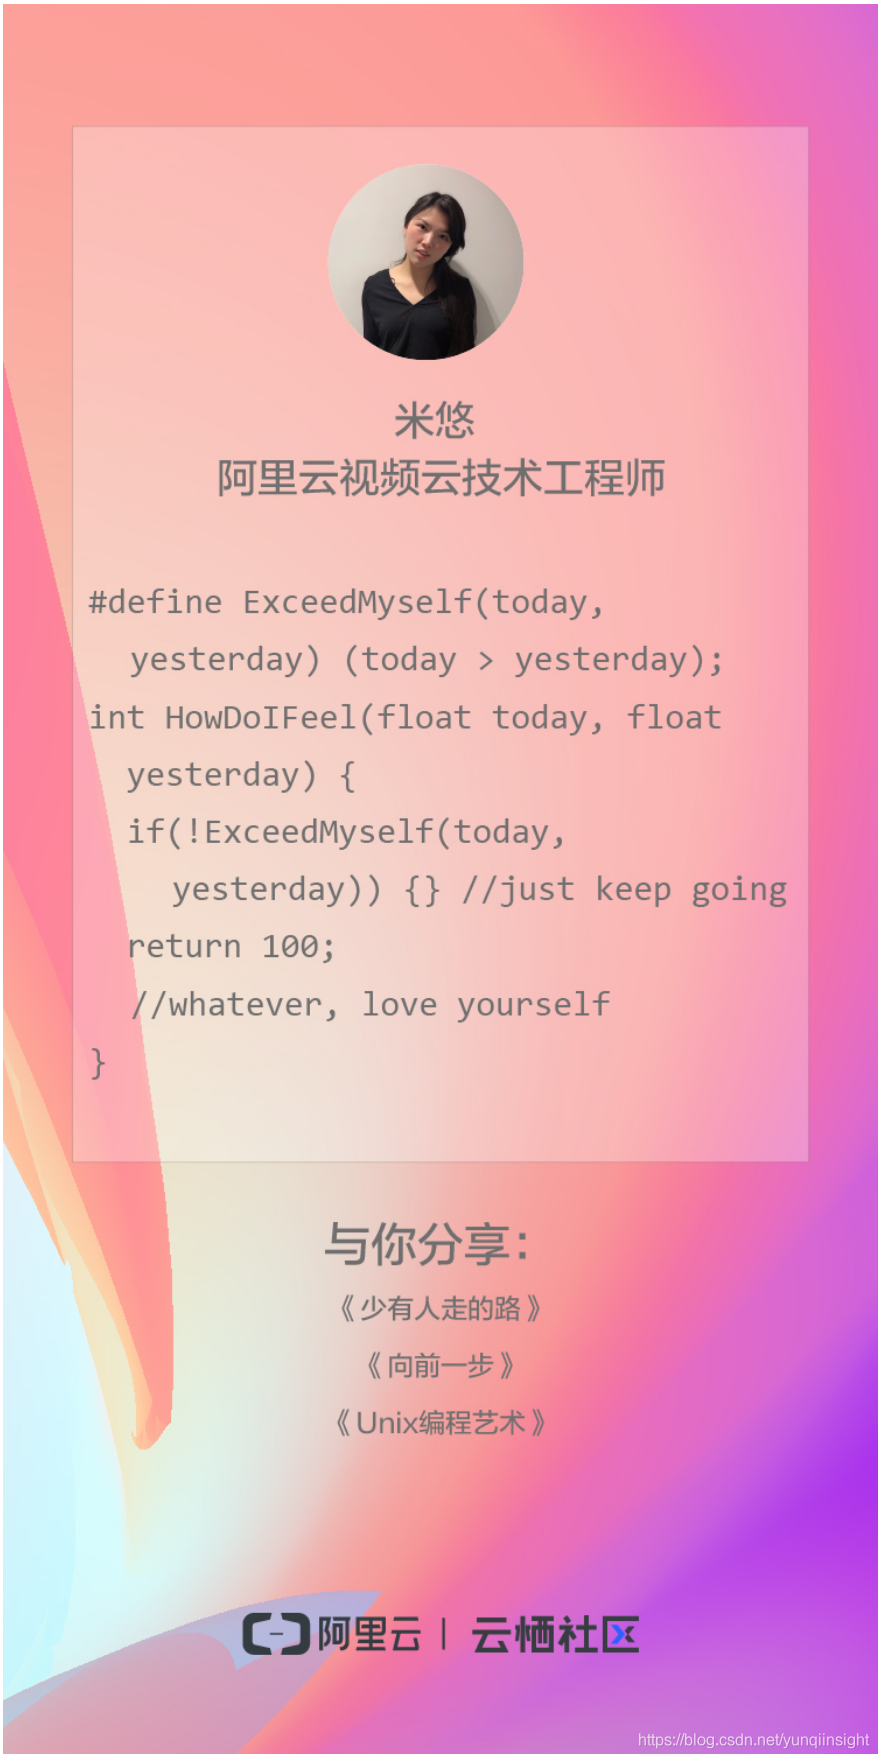 米悠
阿里云视频云技术工程师
#define ExceedMyself(today,
yesterday) (today > yesterday);
int HowDoIFeel(float today, float
yesterday) {
if(!ExceedMyself(today,
yesterday)) {} //just keep going
return 100;
//whatever, love yourself
}
与你分享:
《少有人走的路》
《向前一步》
《Unix编程艺术》
阿里云 | 云栖社区
https://blog.csdn.net/yunqiinsight